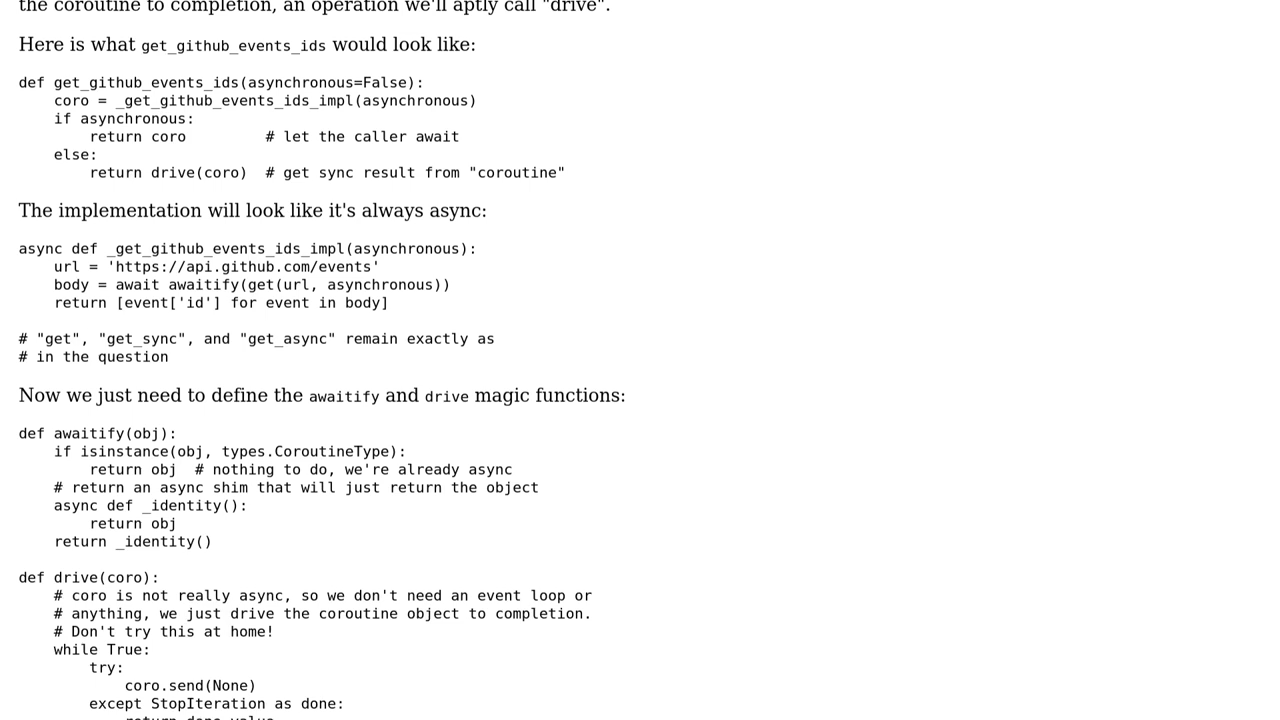 the coroutine to completion, an operation we'll aptly call "drive".
Here is what get_github_events_ids would look like:
def get_github_events_ids(asynchronous=False):
    coro = _get_github_events_ids_impl(asynchronous)
    if asynchronous:
        return coro         # let the caller await
    else:
        return drive(coro)  # get sync result from "coroutine"
The implementation will look like it's always async:
async def _get_github_events_ids_impl(asynchronous):
    url = 'https://api.github.com/events'
    body = await awaitify(get(url, asynchronous))
    return [event['id'] for event in body]
# "get", "get_sync", and "get_async" remain exactly as
# in the question
Now we just need to define the awaitify and drive magic functions:
def awaitify(obj):
    if isinstance(obj, types.CoroutineType):
        return obj  # nothing to do, we're already async
    # return an async shim that will just return the object
    async def _identity():
        return obj
    return _identity()
def drive(coro):
    # coro is not really async, so we don't need an event loop or
    # anything, we just drive the coroutine object to completion.
    # Don't try this at home!
    while True:
        try:
            coro.send(None)
        except StopIteration as done:
            return done.value